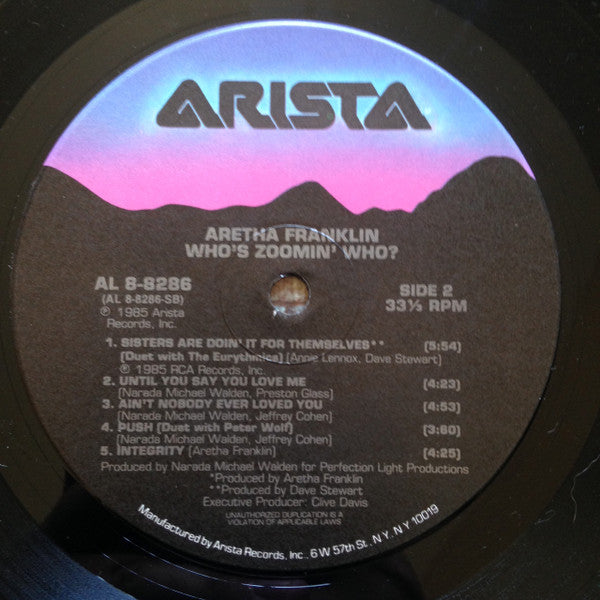 ARISTA
ARETHA FRANKLIN
WHO'S ZOOMIN' WHO?
AL 8-8286
(AL 8-8286-SB)
℗ 1985 Arista
Records, Inc.
SIDE 2
33⅓ RPM
1. SISTERS ARE DOIN' IT FOR THEMSELVES** (5:54)
(Duet with The Eurythmics) [Annie Lennox, Dave Stewart]
℗ 1985 RCA Records, Inc.
2. UNTIL YOU SAY YOU LOVE ME (4:23)
[Narada Michael Walden, Preston Glass]
3. AIN'T NOBODY EVER LOVED YOU (4:53)
[Narada Michael Walden, Jeffrey Cohen]
4. PUSH (Duet with Peter Wolf) (3:60)
[Narada Michael Walden, Jeffrey Cohen]
5. INTEGRITY [Aretha Franklin] (4:25)
Produced by Narada Michael Walden for Perfection Light Productions
*Produced by Aretha Franklin
**Produced by Dave Stewart
Executive Producer: Clive Davis
UNAUTHORIZED DUPLICATION IS A
VIOLATION OF APPLICABLE LAWS
Manufactured by Arista Records, Inc., 6 W 57th St., N.Y., N.Y 10019